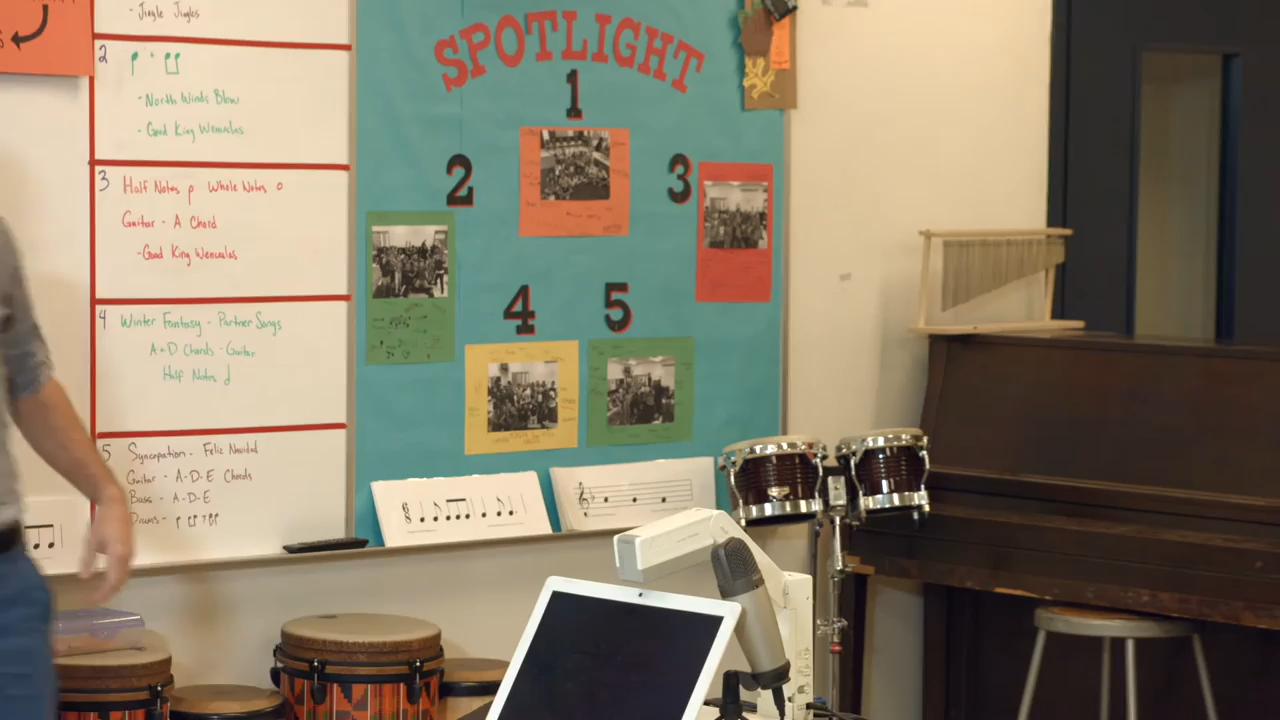 - Jingle Jingles
2
- North Winds Blow
- Good King Wenceslas
3 Half Notes Whole Notes
Guitar - A Chord
- Good King Wenceslas
4 Winter Fantasy - Partner Songs
A+D Chords - Guitar
Half Notes
5 Syncopation - Feliz Navidad
Guitar - A-D-E Chords
Bass - A-D-E
Drums -
SPOTLIGHT
1
2
3
4
5